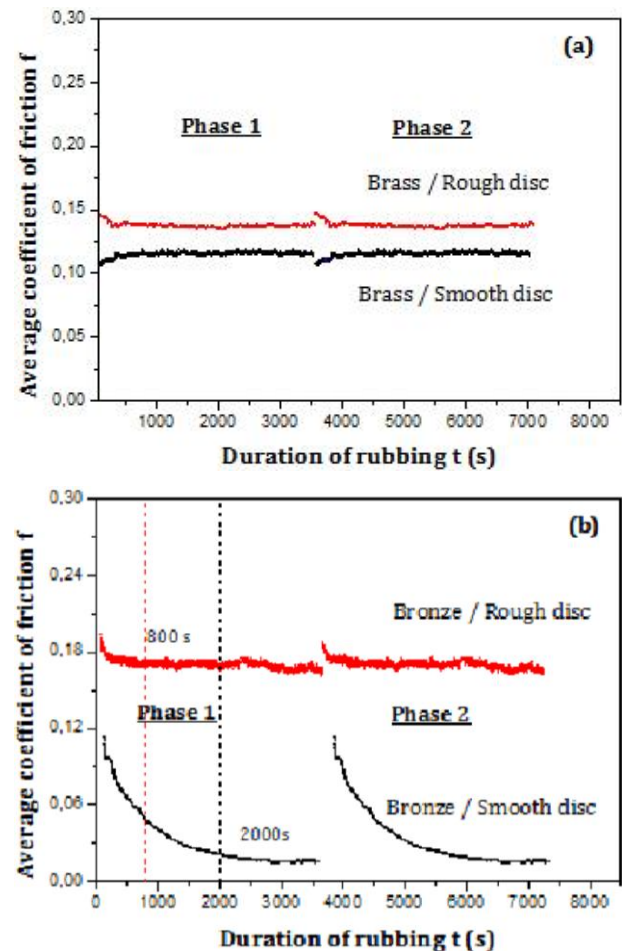 0,30
(a)
0,25
0,20
Phase 1
Phase 2
Brass / Rough disc
0,15
0,10
Brass / Smooth disc
0,05
0,00
1000 2000 3000 4000 5000 6000 7000 8000
Average coefficient of friction f
Duration of rubbing t (s)
0,30
(b)
0,24
Bronze / Rough disc
0,18
800 s
Phase 1
Phase 2
0,12
0,06
2000s
Bronze / Smooth disc
0,00
0 1000 2000 3000 4000 5000 6000 7000 8000
Average coefficient of friction f
Duration of rubbing t (s)